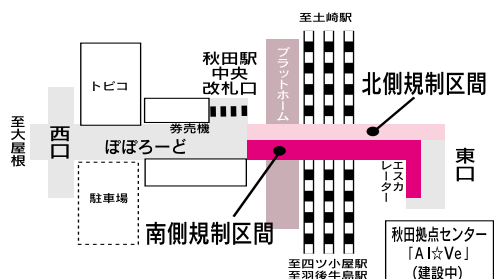 至土崎駅
秋田駅
中央
改札口
プラットホーム
北側規制区間
トピコ
券売機
至大屋根
西口
ぽぽろーど
東口
エスカ
レーター
駐車場
南側規制区間
秋田拠点センター
「AI☆Ve」
(建設中)
至四ツ小屋駅
至羽後牛島駅